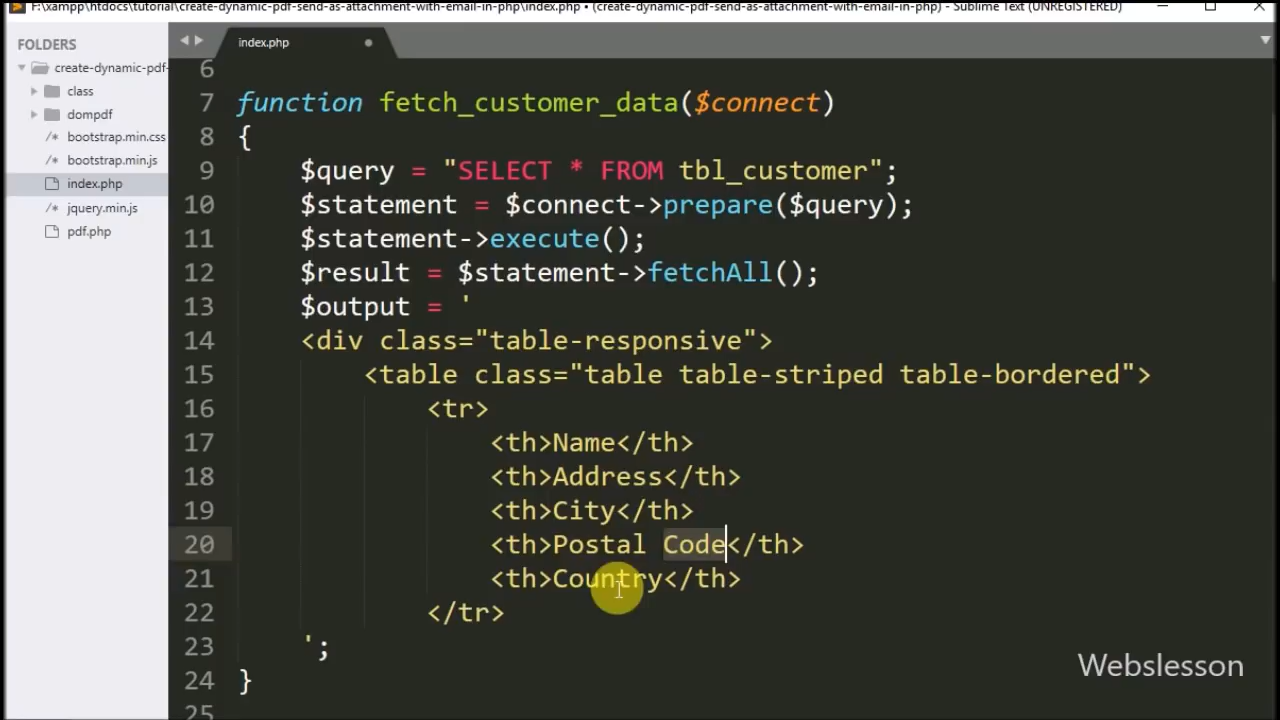 F:\xampp\htdocs\tutorial\create-dynamic-pdf-send-as-attachment-with-email-in-php\index.php • (create-dynamic-pdf-send-as-attachment-with-email-in-php) - Sublime Text (UNREGISTERED)
FOLDERS
create-dynamic-pdf-
class
dompdf
/* bootstrap.min.css
/* bootstrap.min.js
index.php
/* jquery.min.js
pdf.php
index.php
6
7 function fetch_customer_data($connect)
8 {
9 $query = "SELECT * FROM tbl_customer";
10 $statement = $connect->prepare($query);
11 $statement->execute();
12 $result = $statement->fetchAll();
13 $output = '
14 <div class="table-responsive">
15 <table class="table table-striped table-bordered">
16 <tr>
17 <th>Name</th>
18 <th>Address</th>
19 <th>City</th>
20 <th>Postal Code</th>
21 <th>Country</th>
22 </tr>
23 ';
24 }
25
Webslesson